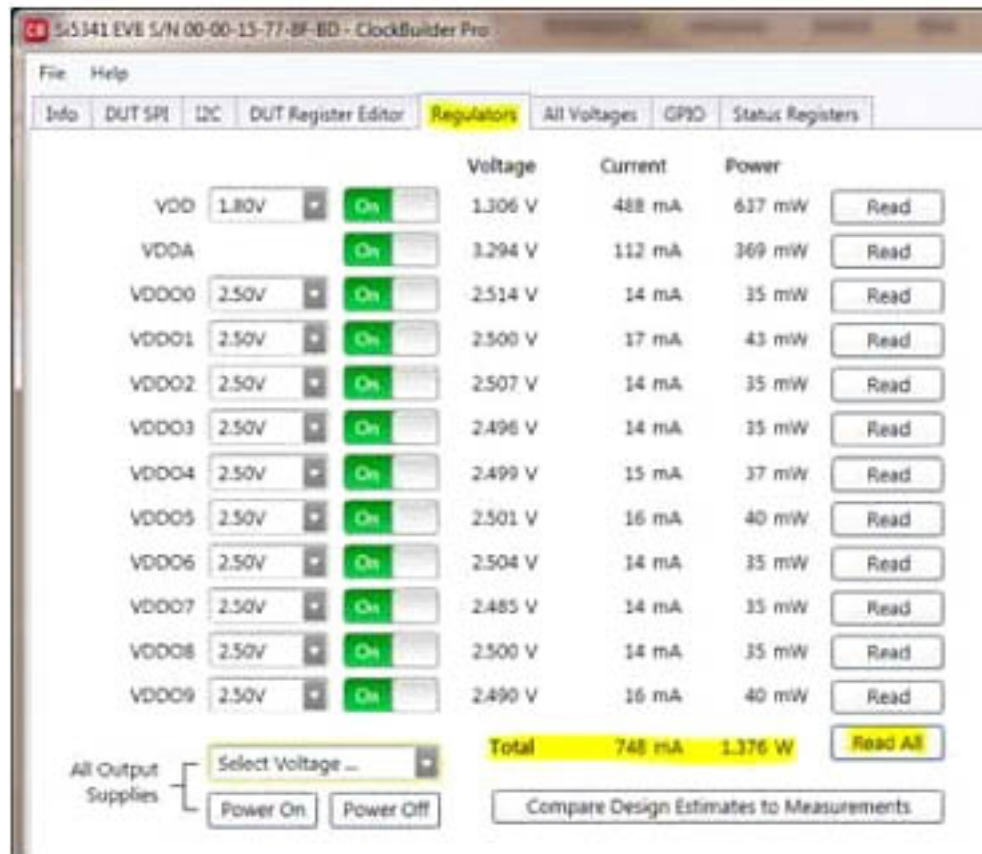 CB Si5341 EVB S/N 00-00-15-77-8F-BD - ClockBuilder Pro
File Help
Info DUT SPI I2C DUT Register Editor Regulators All Voltages GPIO Status Registers
Voltage Current Power
VDD 1.80V On 1.306 V 488 mA 637 mW Read
VDDA On 3.294 V 112 mA 369 mW Read
VDDO0 2.50V On 2.514 V 14 mA 35 mW Read
VDDO1 2.50V On 2.500 V 17 mA 43 mW Read
VDDO2 2.50V On 2.507 V 14 mA 35 mW Read
VDDO3 2.50V On 2.496 V 14 mA 35 mW Read
VDDO4 2.50V On 2.499 V 15 mA 37 mW Read
VDDO5 2.50V On 2.501 V 16 mA 40 mW Read
VDDO6 2.50V On 2.504 V 14 mA 35 mW Read
VDDO7 2.50V On 2.485 V 14 mA 35 mW Read
VDDO8 2.50V On 2.500 V 14 mA 35 mW Read
VDDO9 2.50V On 2.490 V 16 mA 40 mW Read
Total 748 mA 1.376 W Read All
All Output Supplies Select Voltage ...
Power On Power Off Compare Design Estimates to Measurements